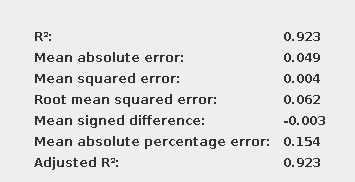 R²: 0.923
Mean absolute error: 0.049
Mean squared error: 0.004
Root mean squared error: 0.062
Mean signed difference: -0.003
Mean absolute percentage error: 0.154
Adjusted R²: 0.923